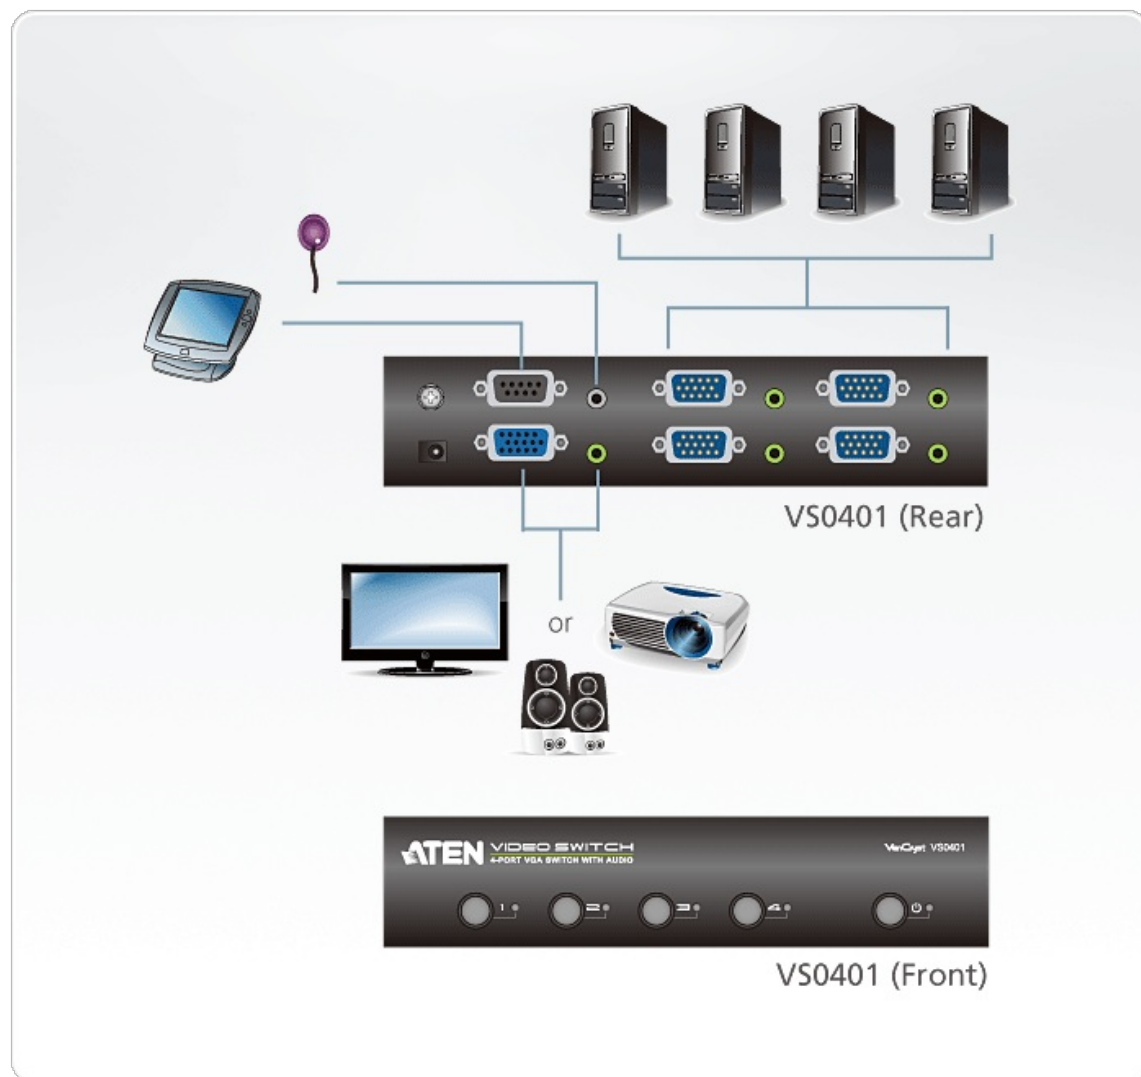 VS0401 (Rear)
or
ATEN VIDEO SWITCH
4-PORT VGA SWITCH WITH AUDIO
VanCryst VS0401
1 2 3 4
VS0401 (Front)